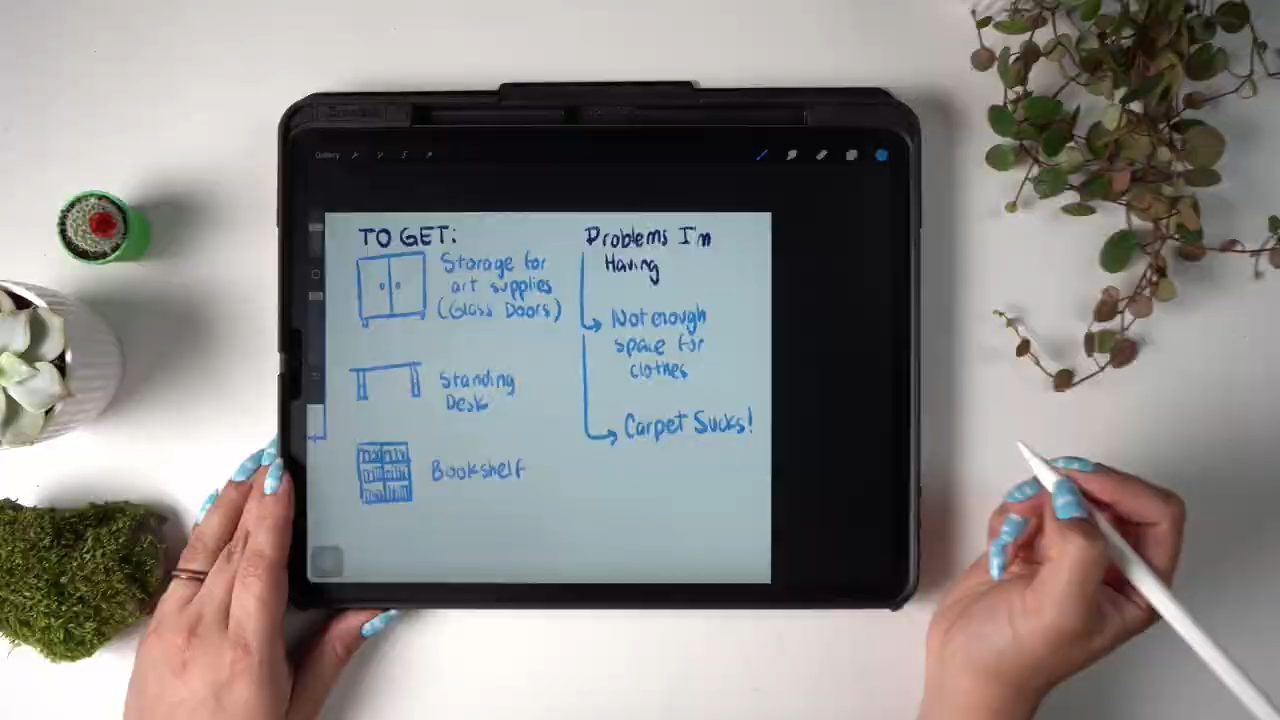 Gallery
TO GET:
Storage for
art supplies
(Glass Doors)
Standing
Desk
Bookshelf
Problems I'm
Having
Not enough
space for
clothes
Carpet Sucks!